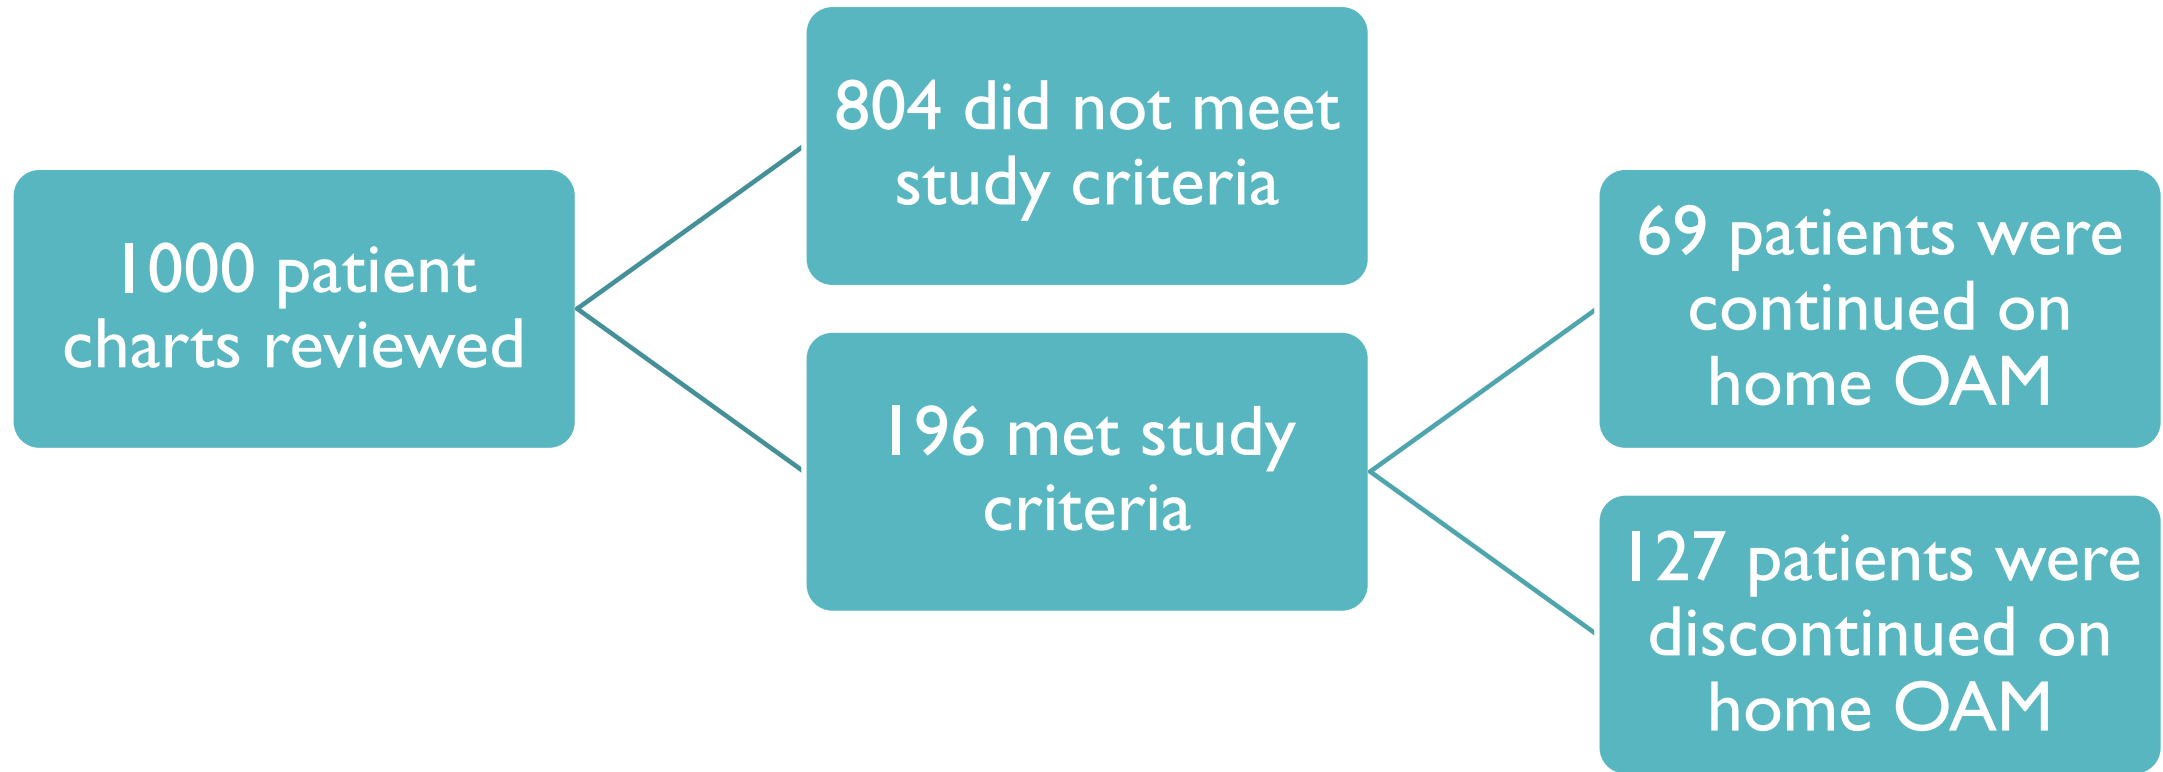 1000 patient
charts reviewed
804 did not meet
study criteria
196 met study
criteria
69 patients were
continued on
home OAM
127 patients were
discontinued on
home OAM